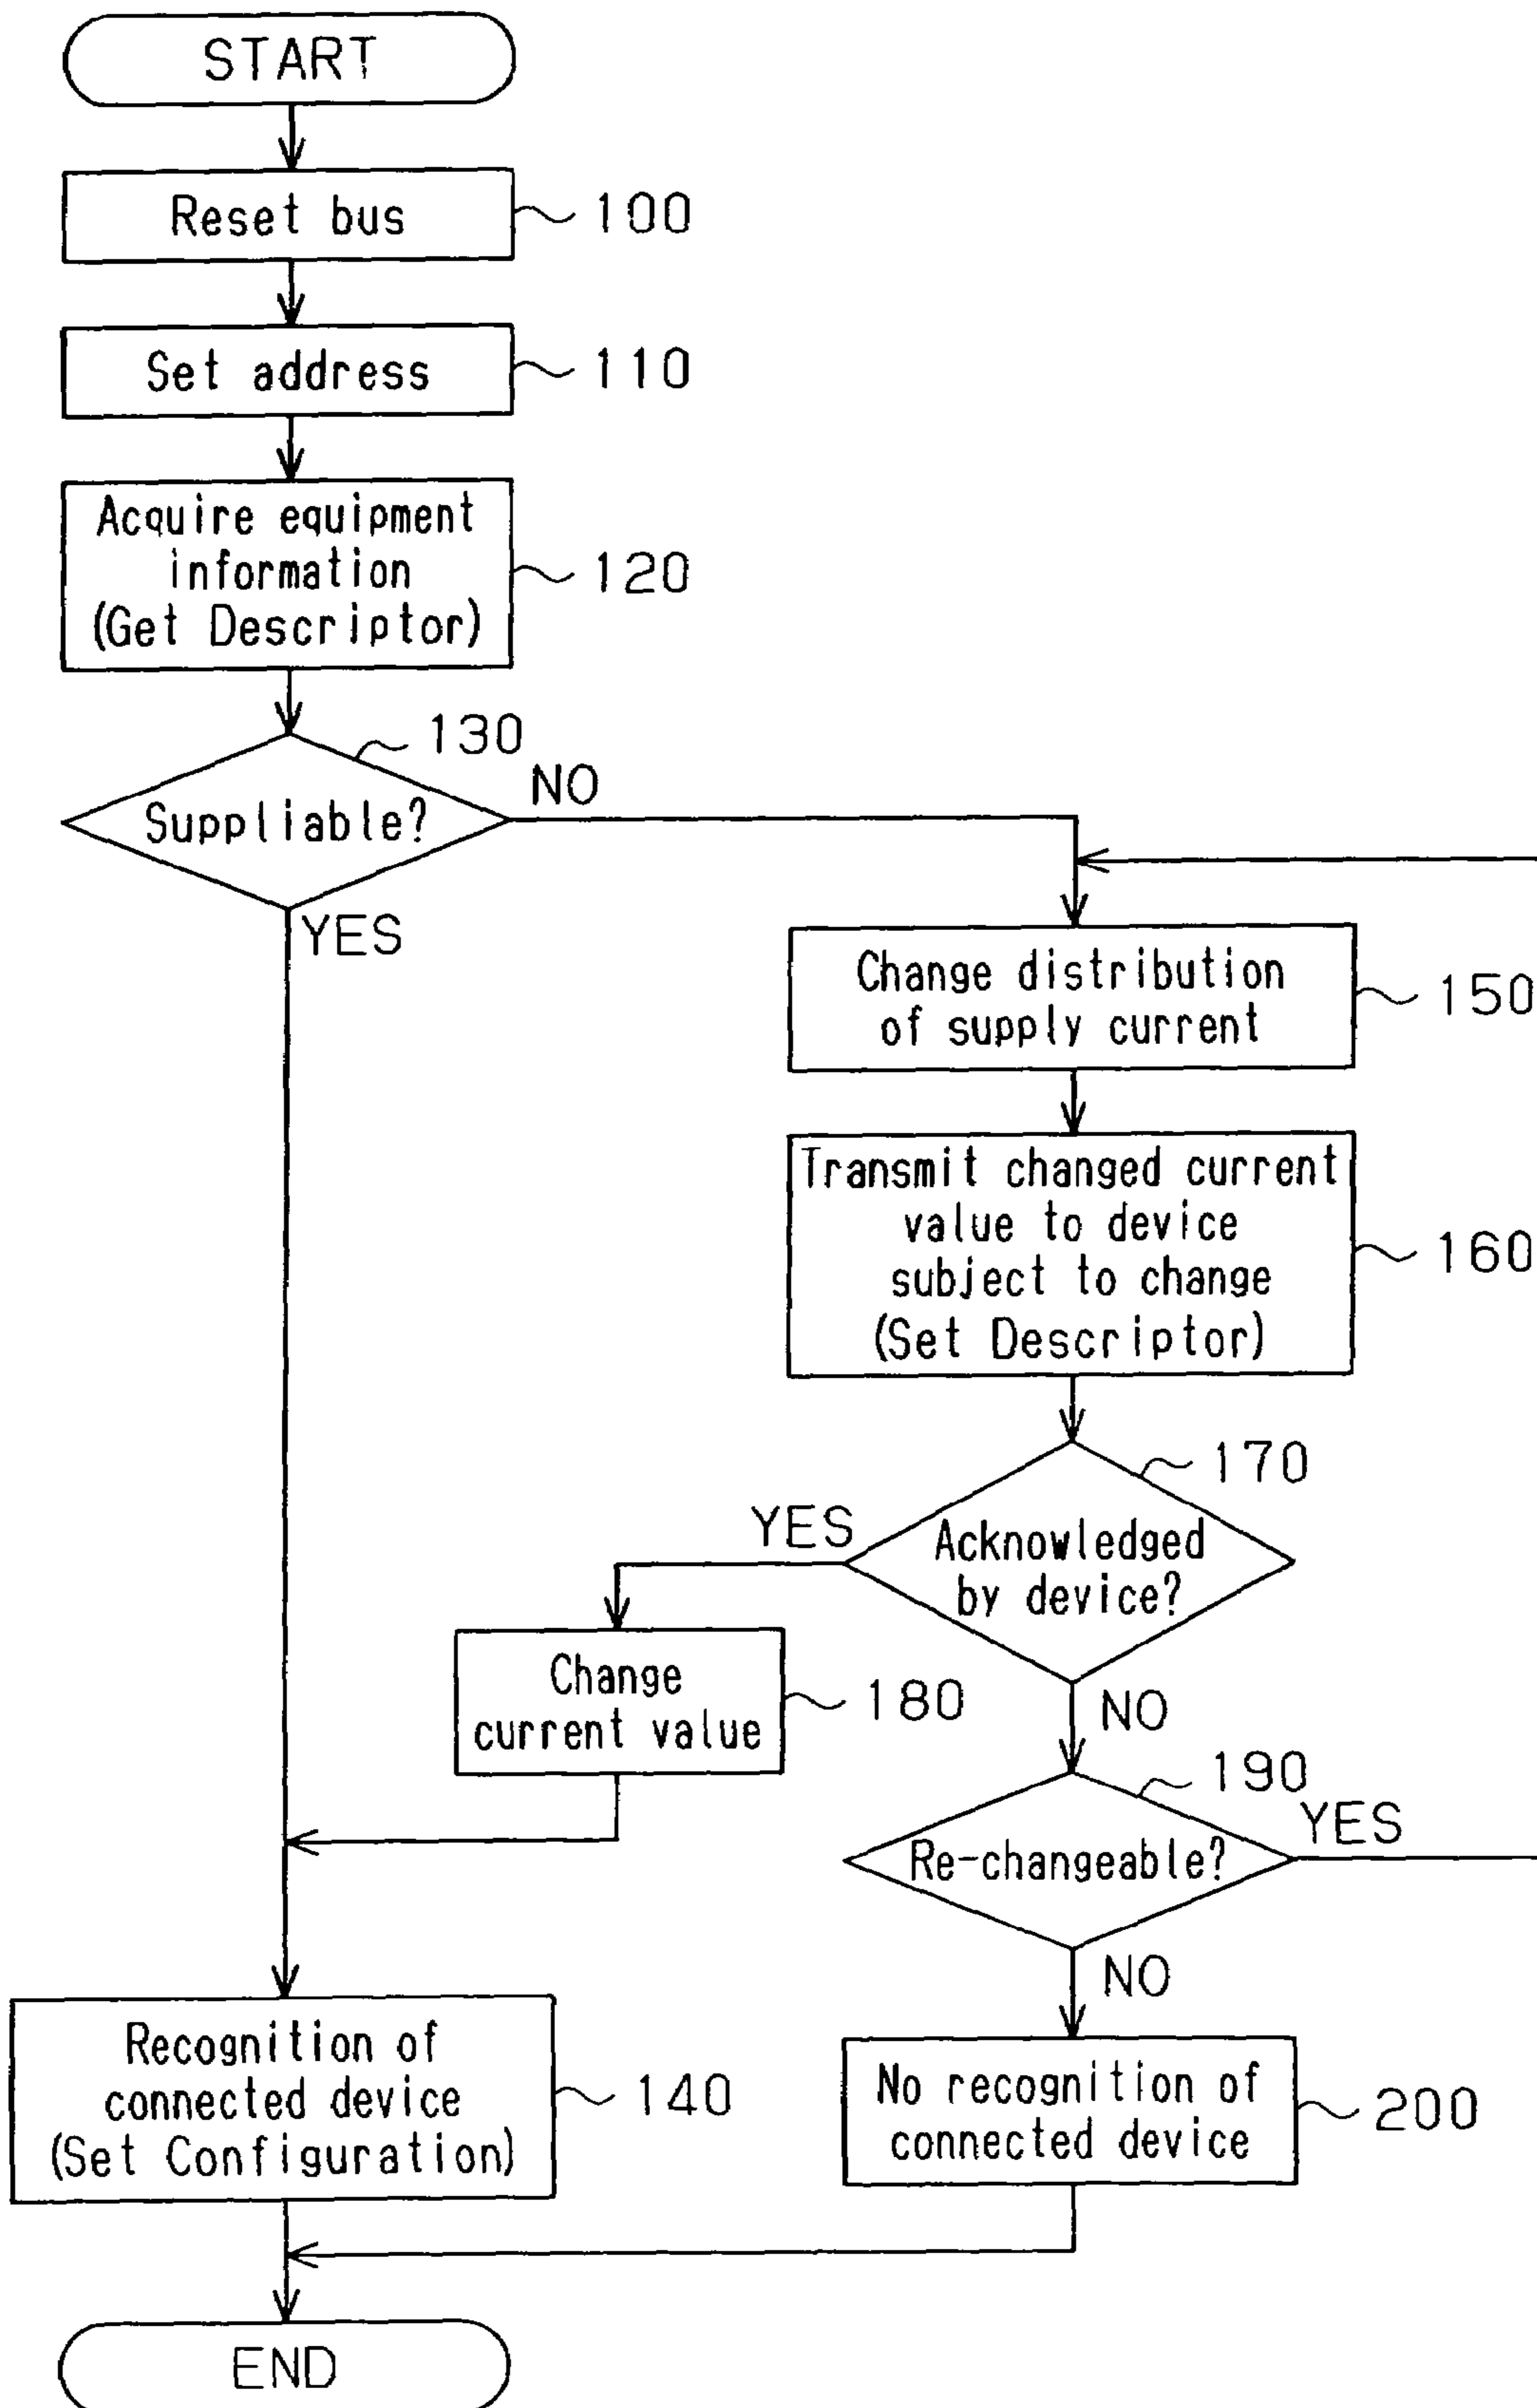 START
Reset bus
100
Set address
110
Acquire equipment
information
(Get Descriptor)
120
130
Suppliable?
NO
YES
Change distribution
of supply current
150
Transmit changed current
value to device
subject to change
(Set Descriptor)
160
170
YES
Acknowledged
by device?
Change
current value
180
NO
190
Re-changeable?
YES
NO
Recognition of
connected device
(Set Configuration)
140
No recognition of
connected device
200
END